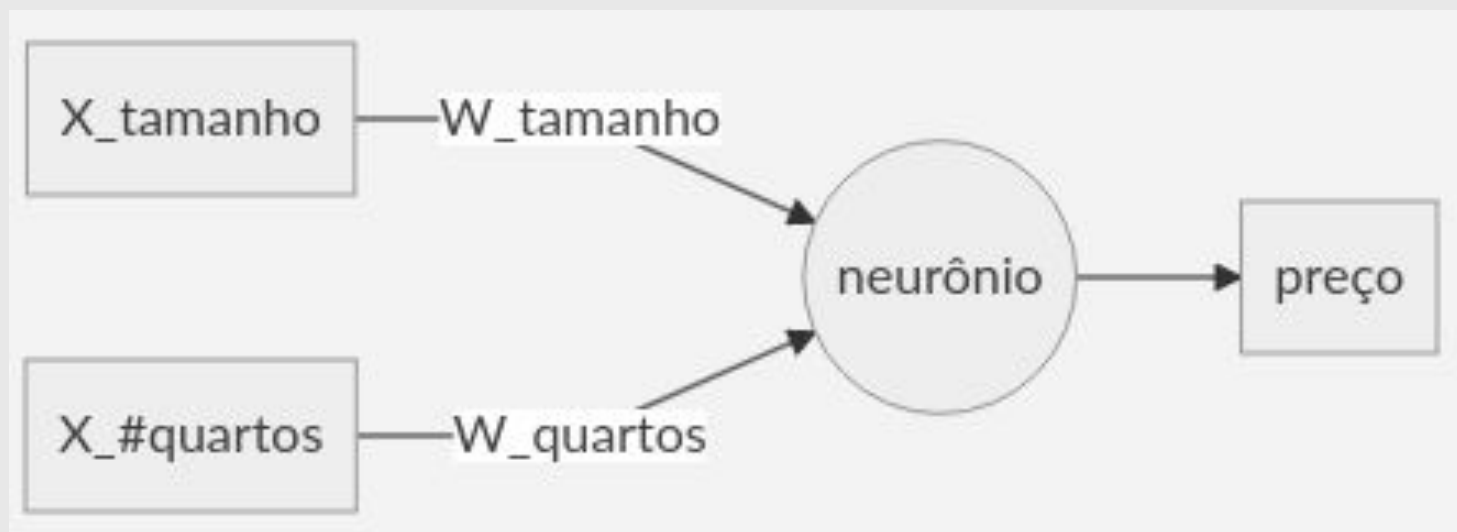 X_tamanho
W_tamanho
neurônio
preço
X_#quartos
W_quartos